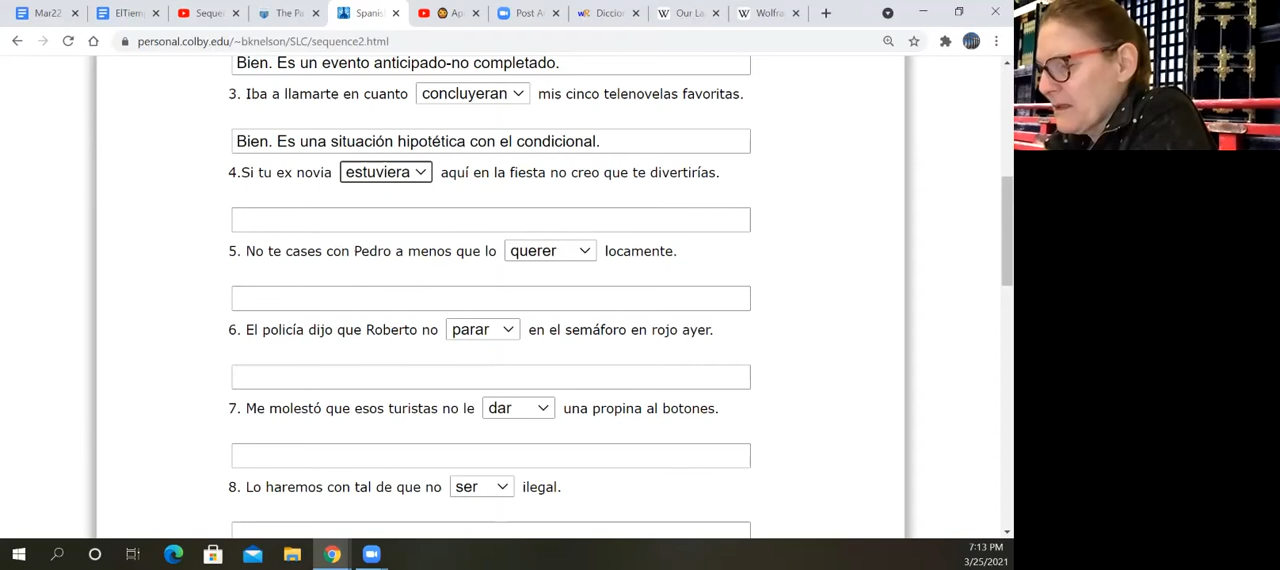 Mar22
ElTiem
Seque
The Pa
Spanis
Post A
Diccior
Our La
Wolfra
personal.colby.edu/~bknelson/SLC/sequence2.html
Bien. Es un evento anticipado-no completado.
3. Iba a llamarte en cuanto concluyeran mis cinco telenovelas favoritas.
Bien. Es una situación hipotética con el condicional.
4.Si tu ex novia estuviera aquí en la fiesta no creo que te divertirías.
5. No te cases con Pedro a menos que lo querer locamente.
6. El policía dijo que Roberto no parar en el semáforo en rojo ayer.
7. Me molestó que esos turistas no le dar una propina al botones.
8. Lo haremos con tal de que no ser ilegal.
7:13 PM
3/25/2021